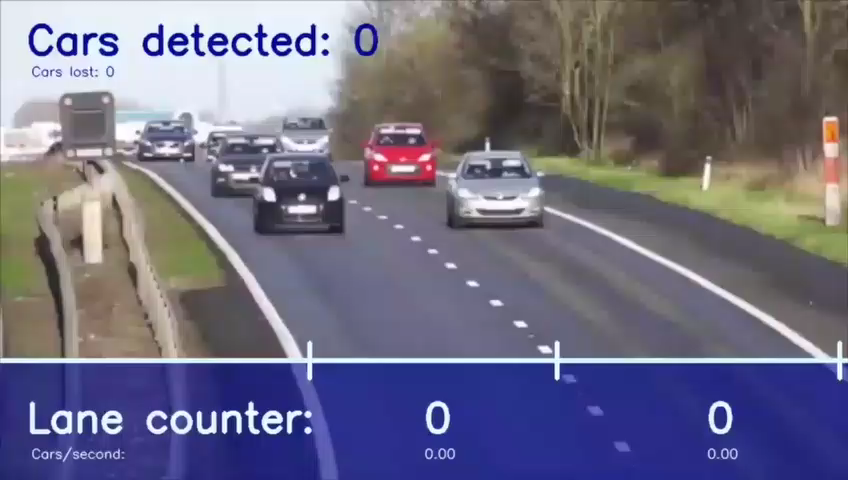 Cars detected: 0
Cars lost: 0
Lane counter: 0 0
Cars/second: 0.00 0.00